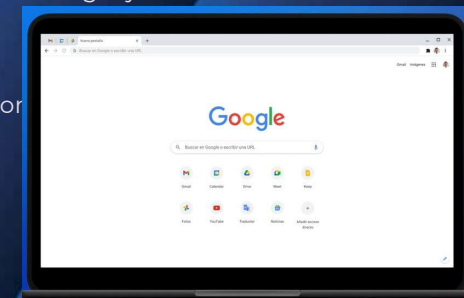 or
Nueva pestaña
Buscar en Google o escribir una URL
Gmail Imágenes
Google
Buscar en Google o escribir una URL
Gmail Calendar Drive Meet Keep
Fotos YouTube Traductor Noticias Añadir acceso directo